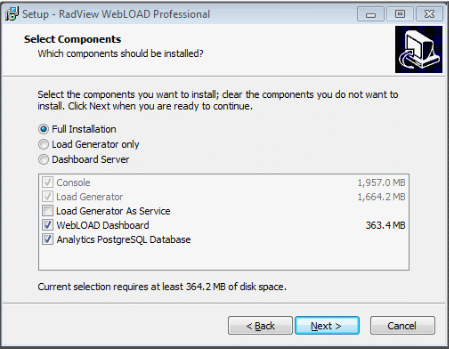 Setup - RadView WebLOAD Professional
Select Components
Which components should be installed?
Select the components you want to install; clear the components you do not want to
install. Click Next when you are ready to continue.
Full Installation
Load Generator only
Dashboard Server
Console 1,957.0 MB
Load Generator 1,664.2 MB
Load Generator As Service
WebLOAD Dashboard 363.4 MB
Analytics PostgreSQL Database
Current selection requires at least 364.2 MB of disk space.
< Back Next > Cancel